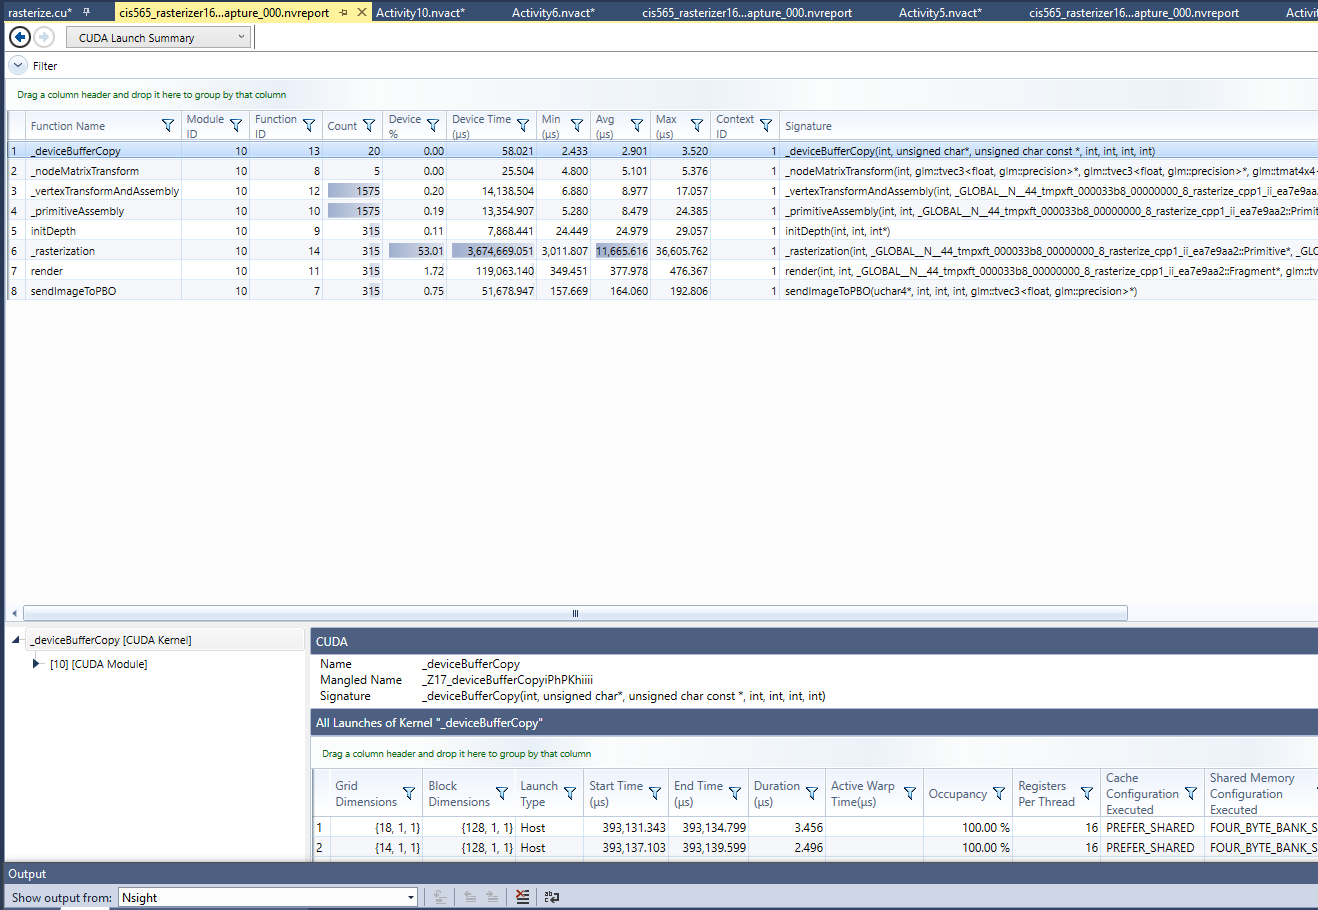 rasterize.cu* cis565_rasterizer16...apture_000.nvreport Activity10.nvact* Activity6.nvact* cis565_rasterizer16...apture_000.nvreport Activity5.nvact* cis565_rasterizer16...apture_000.nvreport Activi
CUDA Launch Summary
Filter
Drag a column header and drop it here to group by that column
Function Name Module ID Function ID Count Device % Device Time (µs) Min (µs) Avg (µs) Max (µs) Context ID Signature
1 _deviceBufferCopy 10 13 20 0.00 58.021 2.433 2.901 3.520 1 _deviceBufferCopy(int, unsigned char*, unsigned char const *, int, int, int, int)
2 _nodeMatrixTransform 10 8 5 0.00 25.504 4.800 5.101 5.376 1 _nodeMatrixTransform(int, glm::tvec3<float, glm::precision>*, glm::tvec3<float, glm::precision>*, glm::tmat4x4
3 _vertexTransformAndAssembly 10 12 1575 0.20 14,138.504 6.880 8.977 17.057 1 _vertexTransformAndAssembly(int, _GLOBAL__N__44_tmpxft_000033b8_00000000_8_rasterize_cpp1_ii_ea7e9aa
4 _primitiveAssembly 10 10 1575 0.19 13,354.907 5.280 8.479 24.385 1 _primitiveAssembly(int, int, _GLOBAL__N__44_tmpxft_000033b8_00000000_8_rasterize_cpp1_ii_ea7e9aa2::Primit
5 initDepth 10 9 315 0.11 7,868.441 24.449 24.979 29.057 1 initDepth(int, int, int*)
6 _rasterization 10 14 315 53.01 3,674,669.051 3,011.807 11,665.616 36,605.762 1 _rasterization(int, _GLOBAL__N__44_tmpxft_000033b8_00000000_8_rasterize_cpp1_ii_ea7e9aa2::Primitive*, _GLC
7 render 10 11 315 1.72 119,063.140 349.451 377.978 476.367 1 render(int, int, _GLOBAL__N__44_tmpxft_000033b8_00000000_8_rasterize_cpp1_ii_ea7e9aa2::Fragment*, glm::tv
8 sendImageToPBO 10 7 315 0.75 51,678.947 157.669 164.060 192.806 1 sendImageToPBO(uchar4*, int, int, int, glm::tvec3<float, glm::precision>*)
_deviceBufferCopy [CUDA Kernel]
[10] [CUDA Module]
CUDA
Name _deviceBufferCopy
Mangled Name _Z17_deviceBufferCopyiPhPKhiiii
Signature _deviceBufferCopy(int, unsigned char*, unsigned char const *, int, int, int, int)
All Launches of Kernel "_deviceBufferCopy"
Drag a column header and drop it here to group by that column
Grid Dimensions Block Dimensions Launch Type Start Time (µs) End Time (µs) Duration (µs) Active Warp Time(µs) Occupancy Registers Per Thread Cache Configuration Executed Shared Memory Configuration Executed
1 {18, 1, 1} {128, 1, 1} Host 393,131.343 393,134.799 3.456 100.00 % 16 PREFER_SHARED FOUR_BYTE_BANK_S
2 {14, 1, 1} {128, 1, 1} Host 393,137.103 393,139.599 2.496 100.00 % 16 PREFER_SHARED FOUR_BYTE_BANK_S
Output
Show output from: Nsight